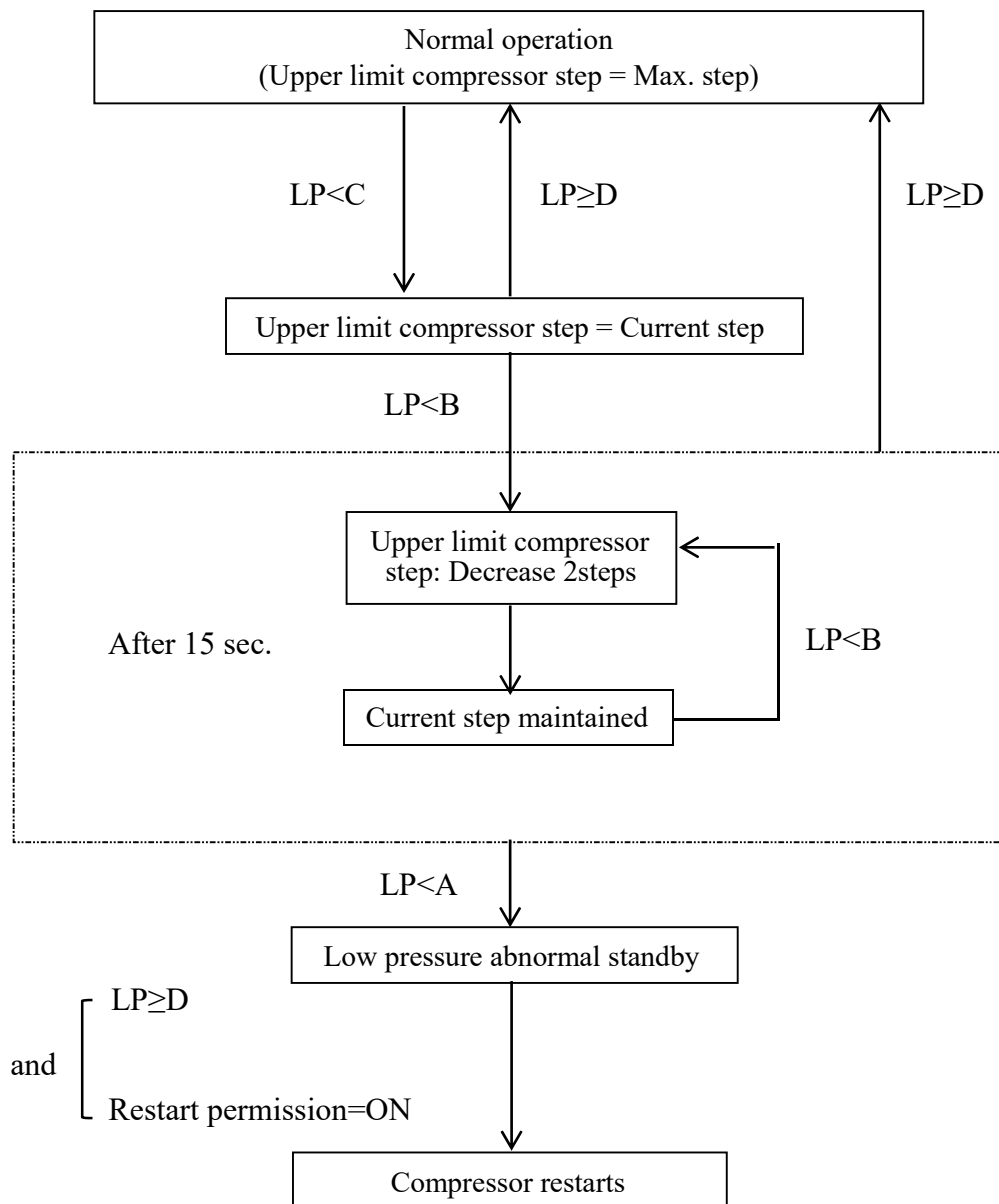 Normal operation
(Upper limit compressor step = Max. step)
LP<C
LP≥D
LP≥D
Upper limit compressor step = Current step
LP<B
Upper limit compressor
step: Decrease 2steps
After 15 sec.
LP<B
Current step maintained
LP<A
Low pressure abnormal standby
LP≥D
and
Restart permission=ON
Compressor restarts